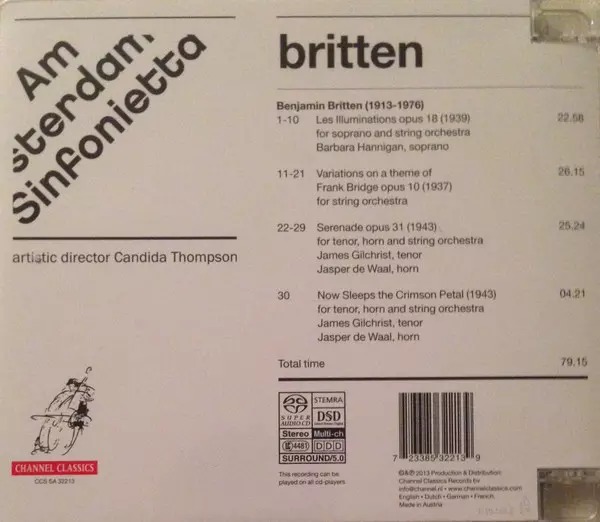 Am
sterdam
Sinfonietta
artistic director Candida Thompson
britten
Benjamin Britten (1913-1976)
1-10 Les Illuminations opus 18 (1939) 22.58
for soprano and string orchestra
Barbara Hannigan, soprano
11-21 Variations on a theme of 26.15
Frank Bridge opus 10 (1937)
for string orchestra
22-29 Serenade opus 31 (1943) 25.24
for tenor, horn and string orchestra
James Gilchrist, tenor
Jasper de Waal, horn
30 Now Sleeps the Crimson Petal (1943) 04.21
for tenor, horn and string orchestra
James Gilchrist, tenor
Jasper de Waal, horn
Total time 79.15
CHANNEL CLASSICS
CCS SA 32213
SUPER AUDIO CD
STEMRA
DSD
Stereo Multi-ch
4481 DDD
SURROUND/5.0
This recording can be
played on all cd-players
7 23385 32213 9
℗&© 2013 Production & Distribution:
Channel Classics Records bv
info@channel.nl • www.channelclassics.com
English • Dutch • German • French.
Made in Austria